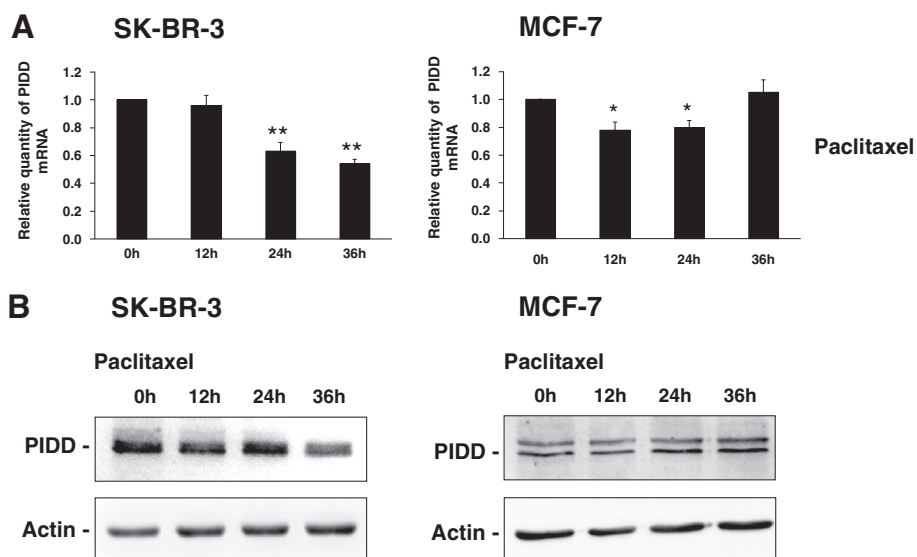 A
SK-BR-3
MCF-7
Relative quantity of PIDD
mRNA
1.2
1.0
0.8
0.6
0.4
0.2
0.0
** **
0h 12h 24h 36h
Relative quantity of PIDD
mRNA
1.2
1.0
0.8
0.6
0.4
0.2
0.0
* *
0h 12h 24h 36h
Paclitaxel
B
SK-BR-3
MCF-7
Paclitaxel
0h 12h 24h 36h
PIDD -
Actin -
Paclitaxel
0h 12h 24h 36h
PIDD -
Actin -